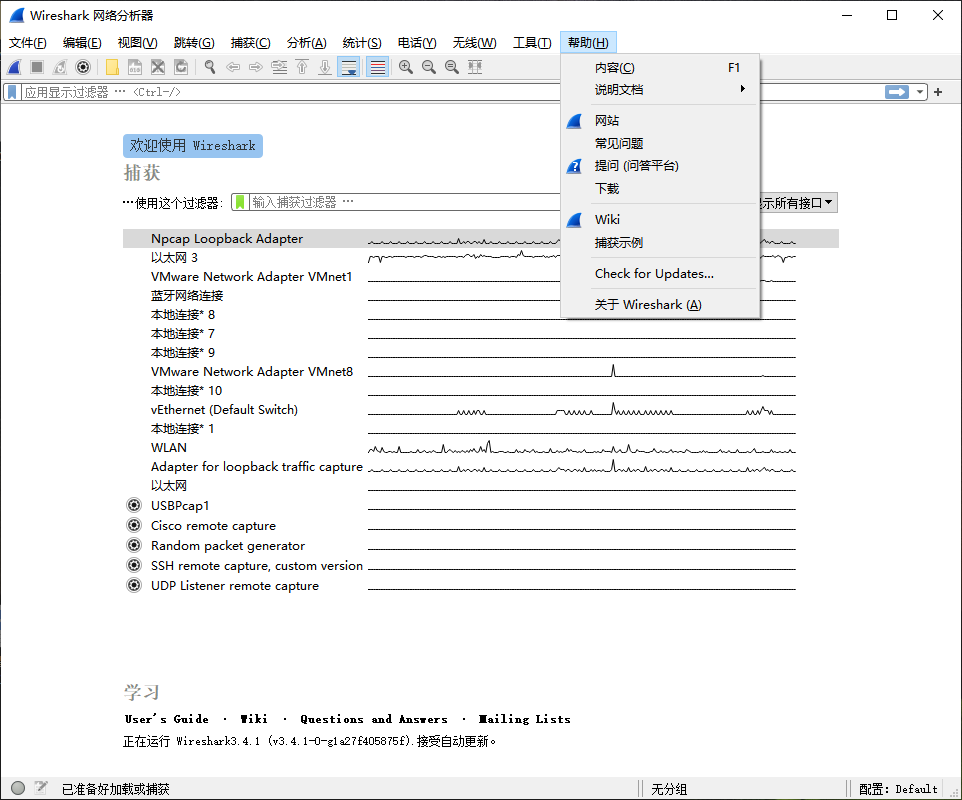 Wireshark 网络分析器
文件(F) 编辑(E) 视图(V) 跳转(G) 捕获(C) 分析(A) 统计(S) 电话(Y) 无线(W) 工具(T) 帮助(H)
应用显示过滤器 … <Ctrl-/>
内容(C) F1
说明文档
网站
常见问题
提问 (问答平台)
下载
Wiki
捕获示例
Check for Updates...
关于 Wireshark (A)
欢迎使用 Wireshark
捕获
…使用这个过滤器: 输入捕获过滤器 … 示所有接口
Npcap Loopback Adapter
以太网 3
VMware Network Adapter VMnet1
蓝牙网络连接
本地连接* 8
本地连接* 7
本地连接* 9
VMware Network Adapter VMnet8
本地连接* 10
vEthernet (Default Switch)
本地连接* 1
WLAN
Adapter for loopback traffic capture
以太网
USBPcap1
Cisco remote capture
Random packet generator
SSH remote capture, custom version
UDP Listener remote capture
学习
User's Guide · Wiki · Questions and Answers · Mailing Lists
正在运行 Wireshark3.4.1 (v3.4.1-0-g1a27f405875f).接受自动更新。
已准备好加载或捕获 无分组 配置: Default